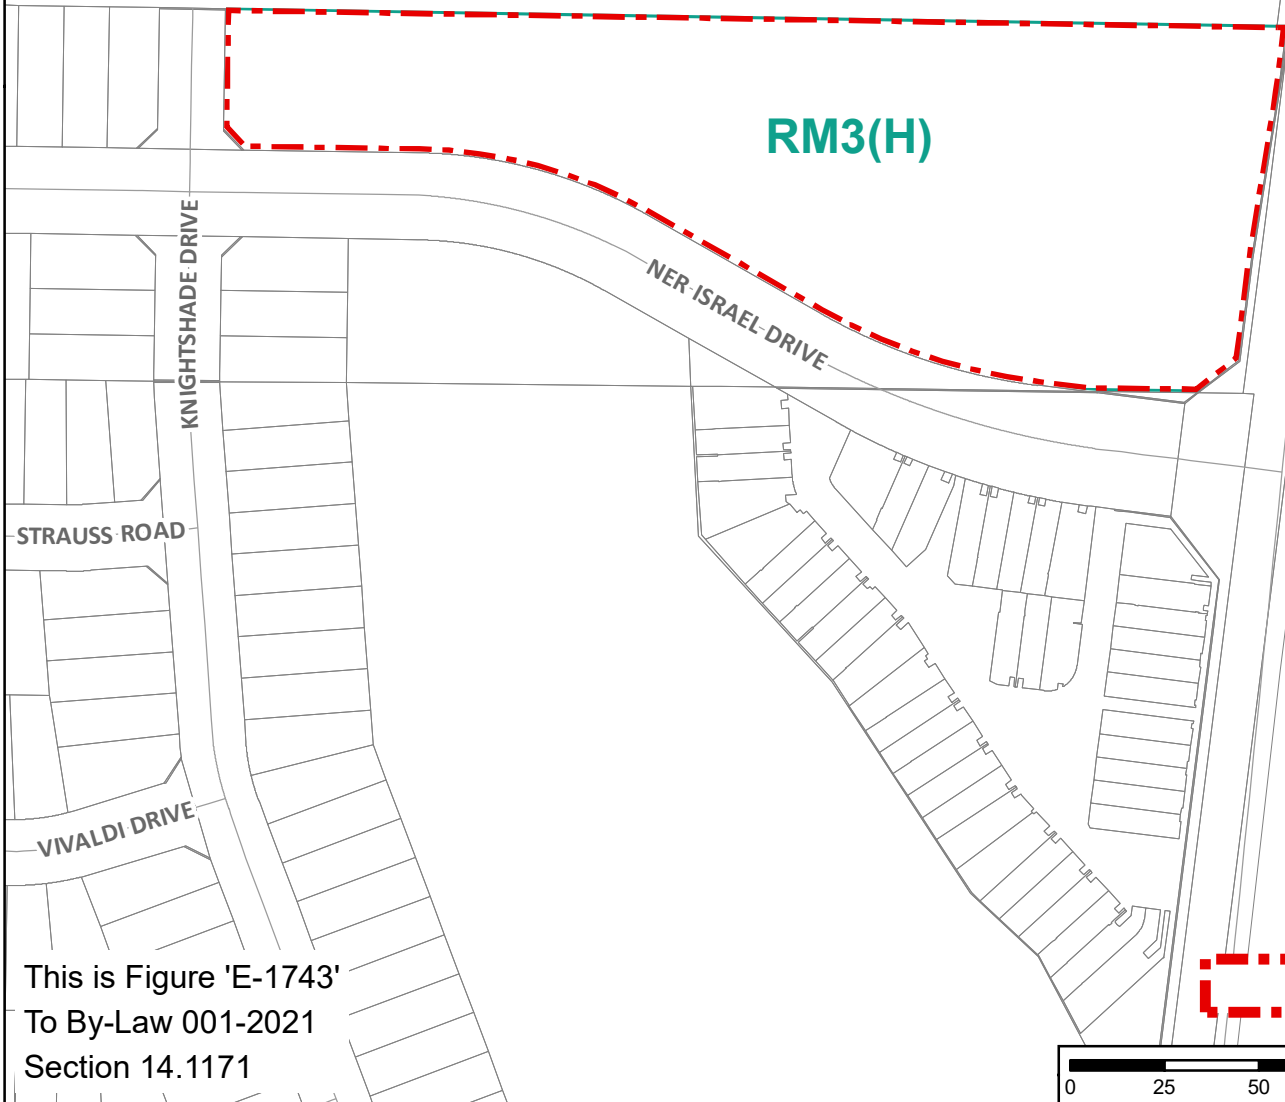 RM3(H)
KNIGHTSHADE DRIVE
NER ISRAEL DRIVE
STRAUSS ROAD
VIVALDI DRIVE
This is Figure 'E-1743'
To By-Law 001-2021
Section 14.1171
0 25 50